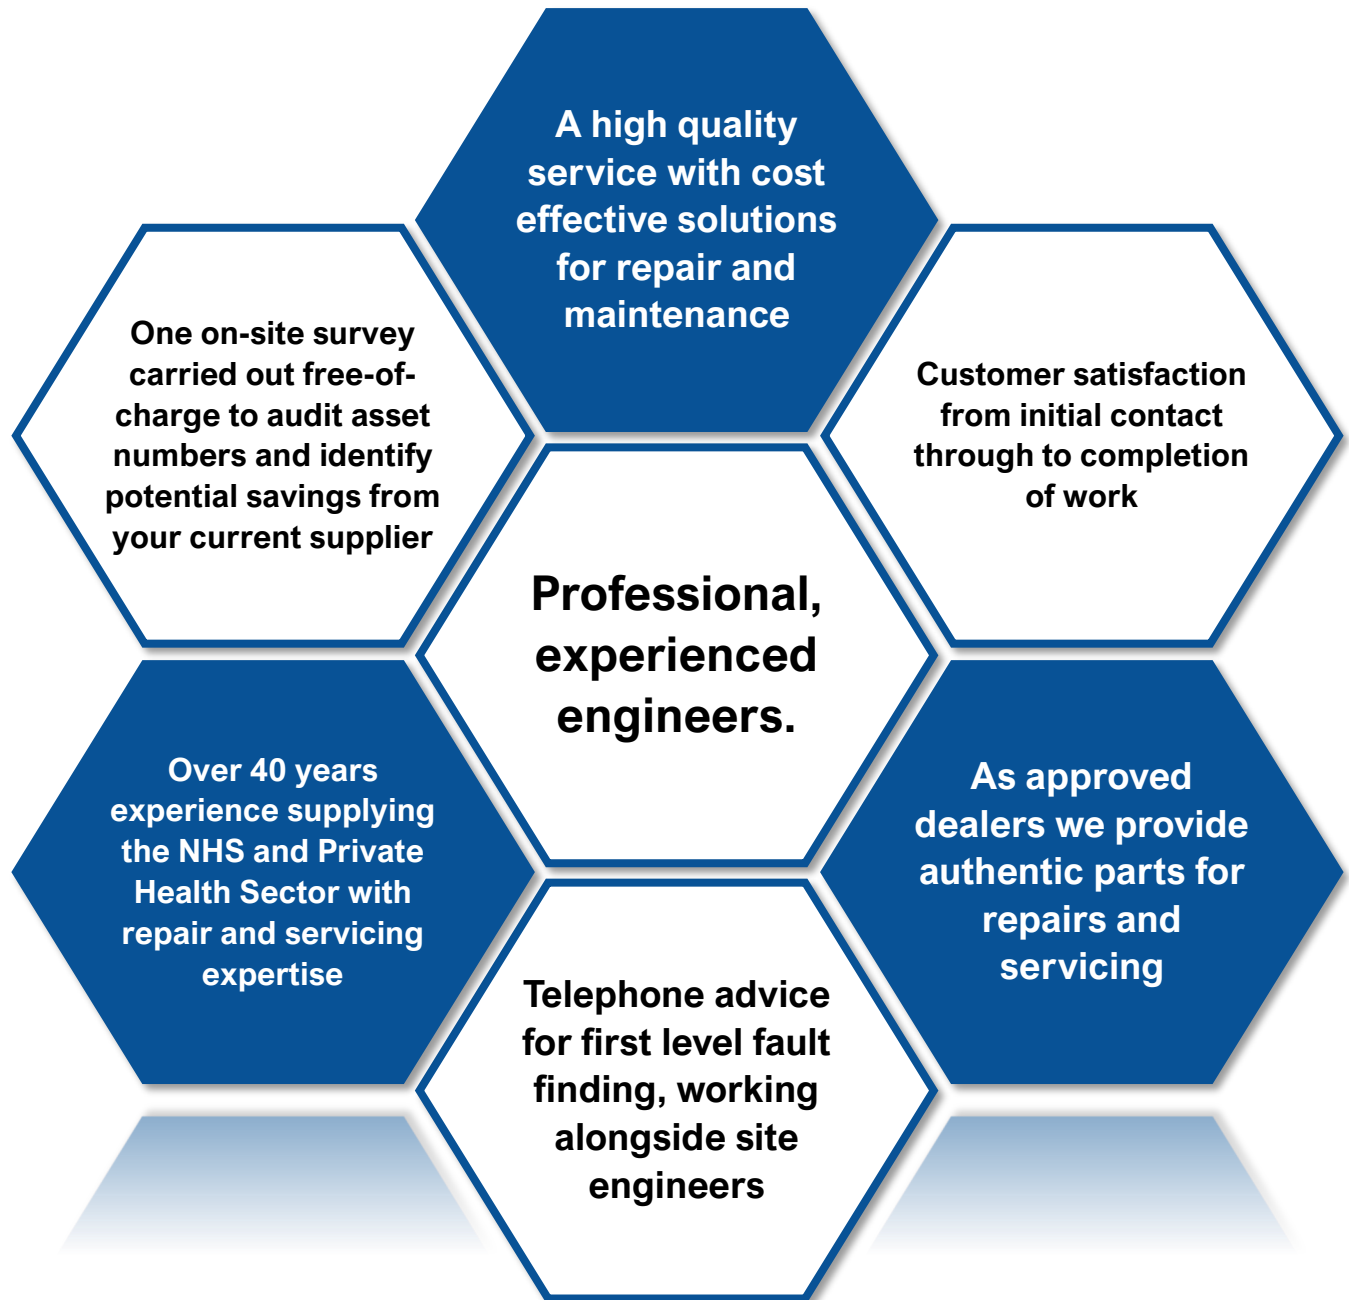 A high quality
service with cost
effective solutions
for repair and
maintenance
One on-site survey
carried out free-of-
charge to audit asset
numbers and identify
potential savings from
your current supplier
Customer satisfaction
from initial contact
through to completion
of work
Professional,
experienced
engineers.
Over 40 years
experience supplying
the NHS and Private
Health Sector with
repair and servicing
expertise
As approved
dealers we provide
authentic parts for
repairs and
servicing
Telephone advice
for first level fault
finding, working
alongside site
engineers